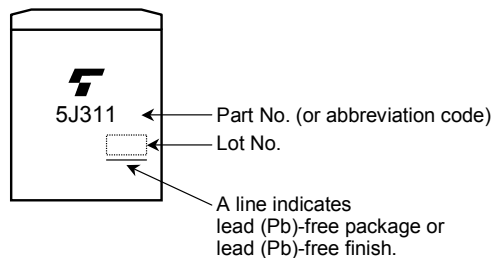 5J311
Part No. (or abbreviation code)
Lot No.
A line indicates
lead (Pb)-free package or
lead (Pb)-free finish.